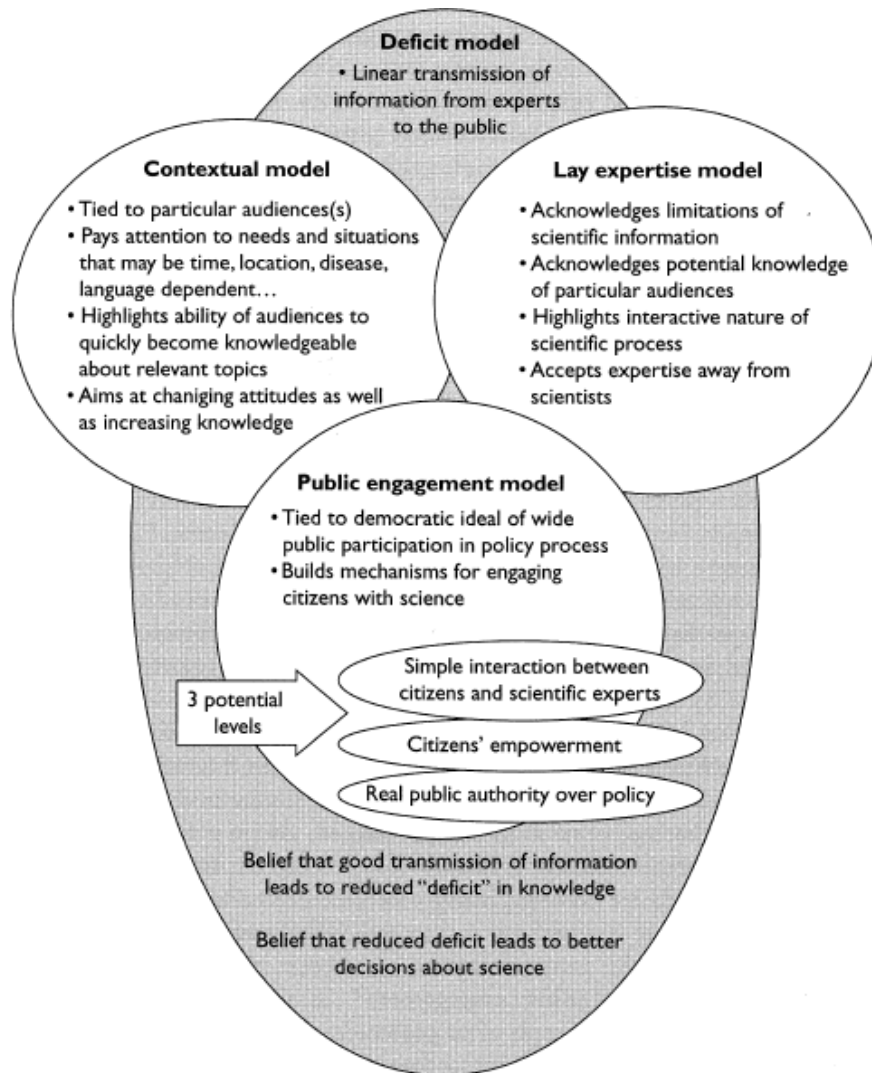 Deficit model
• Linear transmission of
information from experts
to the public
Contextual model
• Tied to particular audiences(s)
• Pays attention to needs and situations
that may be time, location, disease,
language dependent…
• Highlights ability of audiences to
quickly become knowledgeable
about relevant topics
• Aims at chaniging attitudes as well
as increasing knowledge
Lay expertise model
• Acknowledges limitations of
scientific information
• Acknowledges potential knowledge
of particular audiences
• Highlights interactive nature of
scientific process
• Accepts expertise away from
scientists
Public engagement model
• Tied to democratic ideal of wide
public participation in policy process
• Builds mechanisms for engaging
citizens with science
3 potential
levels
Simple interaction between
citizens and scientific experts
Citizens’ empowerment
Real public authority over policy
Belief that good transmission of information
leads to reduced “deficit” in knowledge
Belief that reduced deficit leads to better
decisions about science